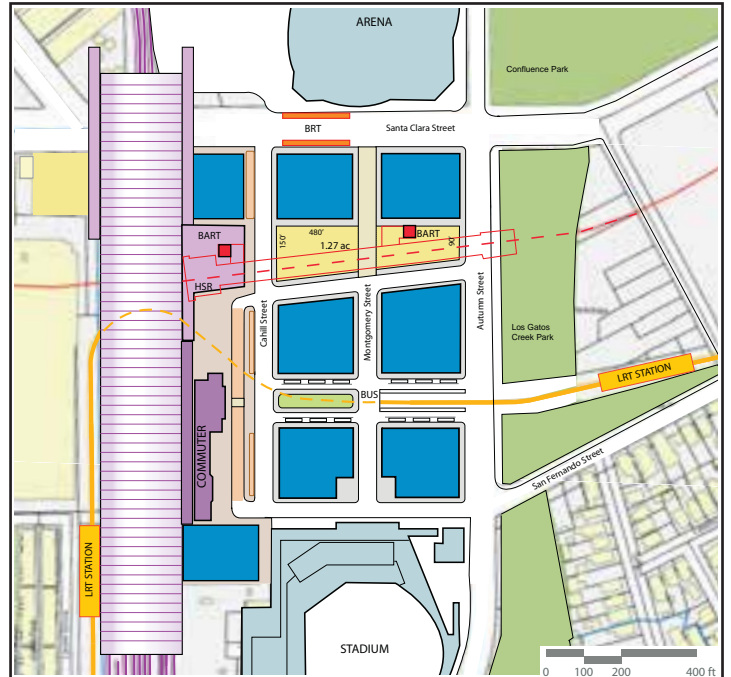 ARENA
Confluence Park
BRT
Santa Clara Street
BART
480'
150'
1.27 ac
BART
90'
HSR
Cahill Street
Montgomery Street
Autumn Street
Los Gatos
Creek Park
LRT STATION
BUS
COMMUTER
San Fernando Street
LRT STATION
STADIUM
0 100 200 400 ft